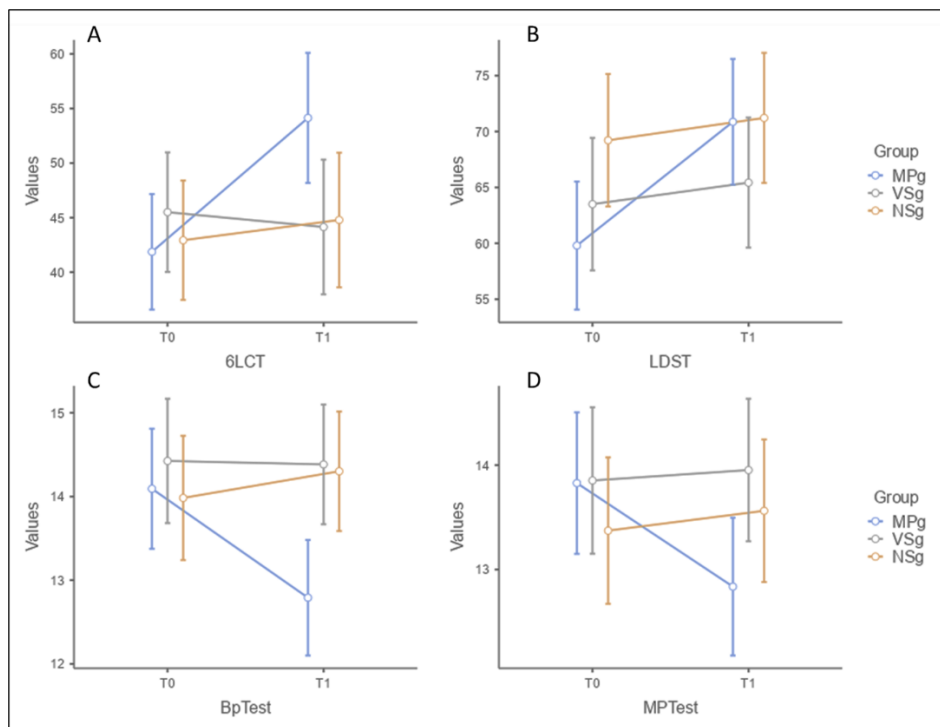 A
B
60
55
50
45
40
Values
T0
T1
6LCT
75
70
65
60
55
Values
T0
T1
LDST
Group
MPg
VSg
NSg
C
D
15
14
13
12
Values
T0
T1
BpTest
14
13
Values
T0
T1
MPTest
Group
MPg
VSg
NSg